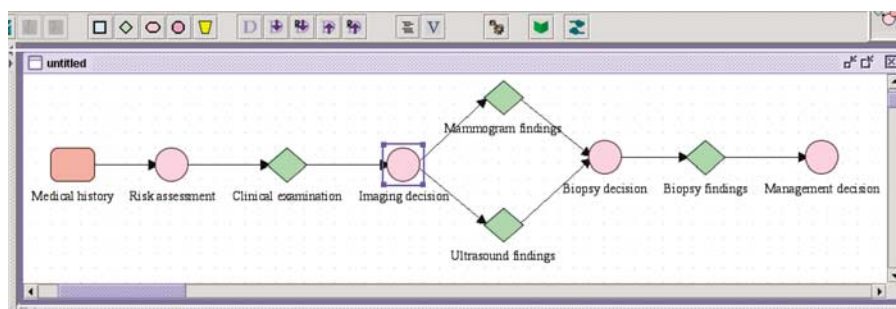 D
R
R
V
untitled
Mammogram findings
Medical history
Risk assessment
Clinical examination
Imaging decision
Biopsy decision
Biopsy findings
Management decision
Ultrasound findings